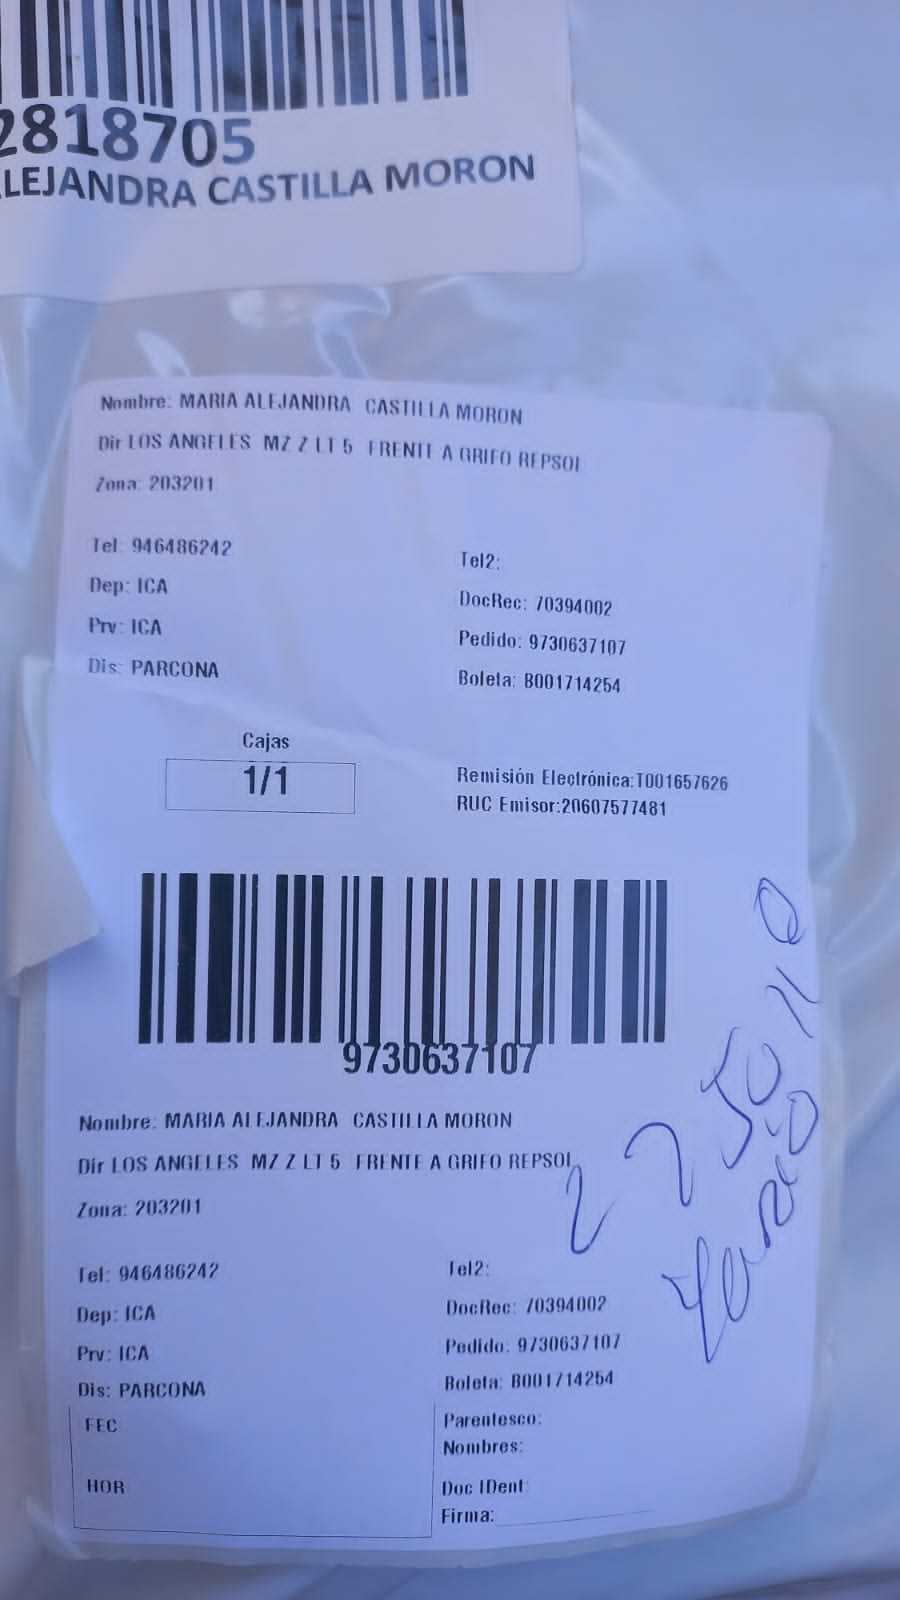 2818705
LEJANDRA CASTILLA MORON
Nombre: MARIA ALEJANDRA CASTILLA MORON
Dir LOS ANGELES MZ Z LT 5 FRENTE A GRIFO REPSOL
Zona: 203201
Tel: 946486242
Tel2:
Dep: ICA
DocRec: 70394002
Prv: ICA
Pedido: 9730637107
Dis: PARCONA
Boleta: B001714254
Cajas
1/1
Remisión Electrónica:T001657626
RUC Emisor:20607577481
9730637107
Nombre: MARIA ALEJANDRA CASTILLA MORON
Dir LOS ANGELES MZ Z LT 5 FRENTE A GRIFO REPSOL
Zona: 203201
Tel: 946486242
Tel2:
Dep: ICA
DocRec: 70394002
Prv: ICA
Pedido: 9730637107
Dis: PARCONA
Boleta: B001714254
FEC
Parentesco:
Nombres:
HOR
Doc IDent:
Firma: